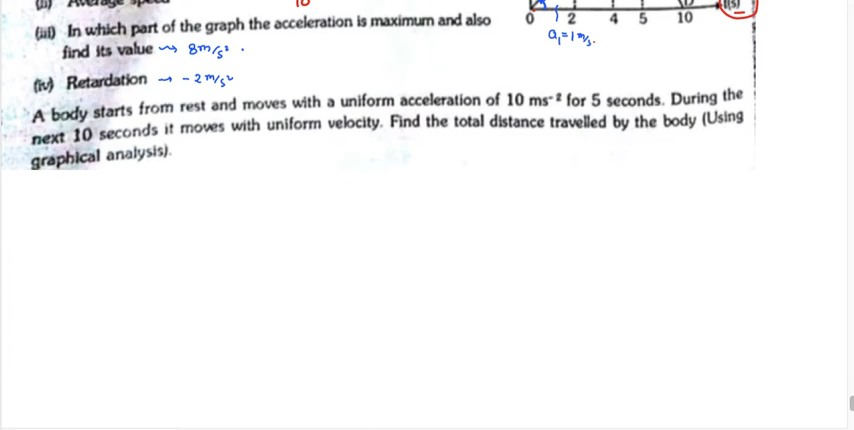 (ii) Average speed 10
(iii) In which part of the graph the acceleration is maximum and also
find its value ⇝ 8m/s² .
(iv) Retardation → - 2 m/s²
0 2 4 5 10 t(s)
a₁=1 m/s.
A body starts from rest and moves with a uniform acceleration of 10 ms⁻² for 5 seconds. During the
next 10 seconds it moves with uniform velocity. Find the total distance travelled by the body (Using
graphical analysis).